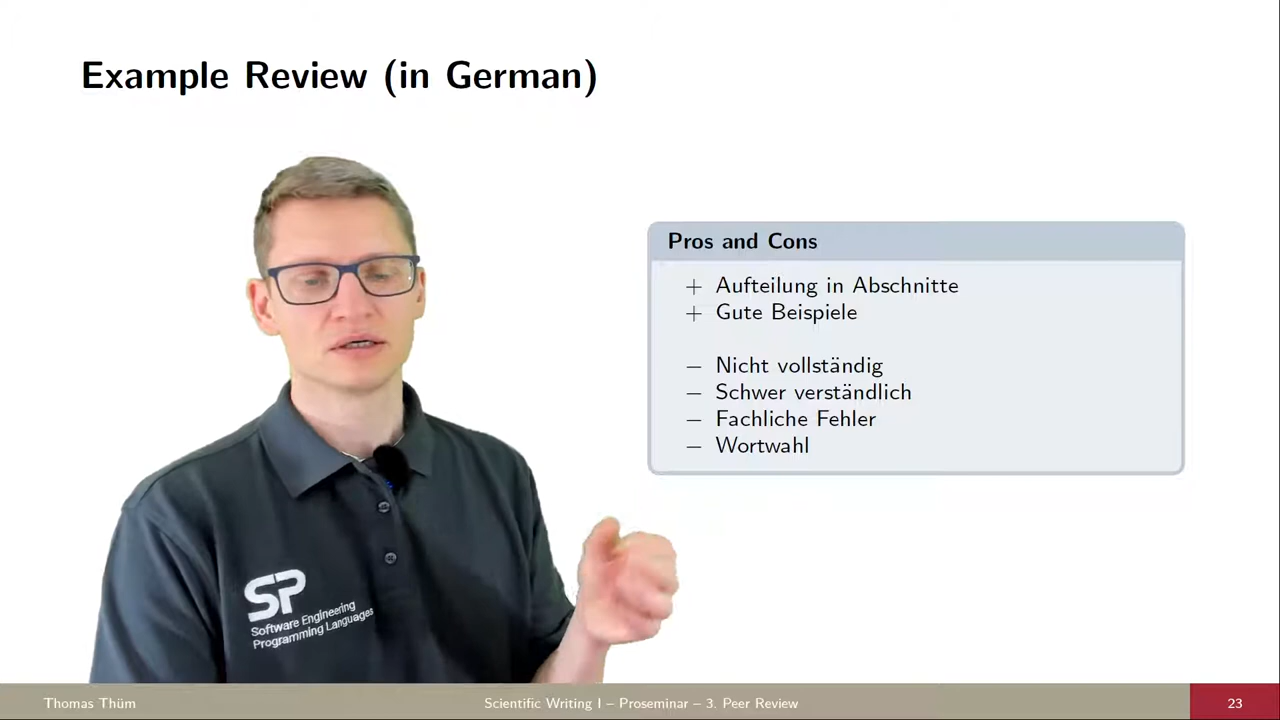 Example Review (in German)
Pros and Cons
+ Aufteilung in Abschnitte
+ Gute Beispiele
− Nicht vollständig
− Schwer verständlich
− Fachliche Fehler
− Wortwahl
SP
Software Engineering
Programming Languages
Thomas Thüm
Scientific Writing I – Proseminar – 3. Peer Review
23